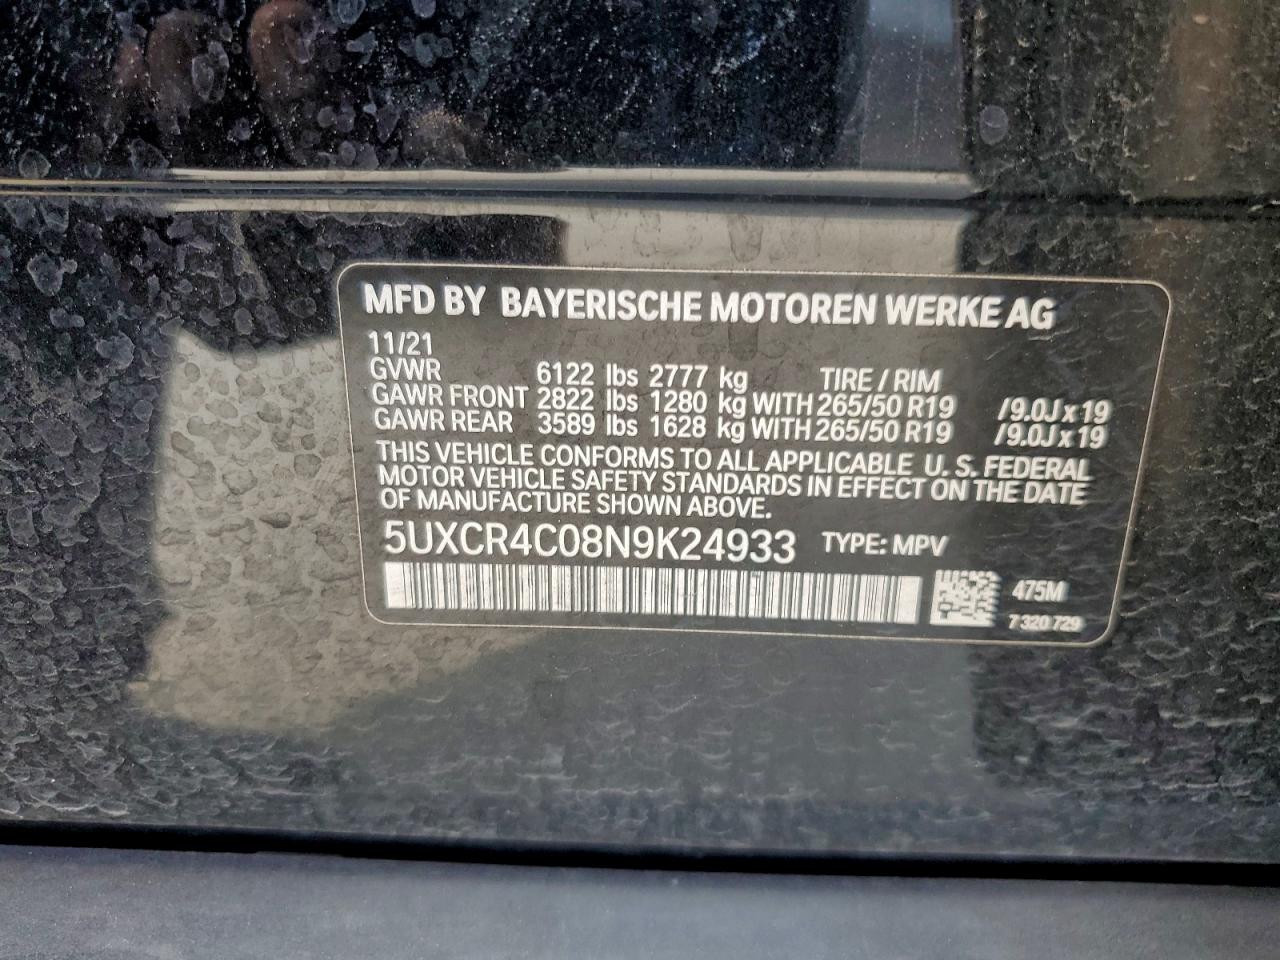 MFD BY BAYERISCHE MOTOREN WERKE AG
11/21
GVWR 6122 lbs 2777 kg TIRE / RIM
GAWR FRONT 2822 lbs 1280 kg WITH 265/50 R19 /9.0J x 19
GAWR REAR 3589 lbs 1628 kg WITH 265/50 R19 /9.0J x 19
THIS VEHICLE CONFORMS TO ALL APPLICABLE U. S. FEDERAL
MOTOR VEHICLE SAFETY STANDARDS IN EFFECT ON THE DATE
OF MANUFACTURE SHOWN ABOVE.
5UXCR4C08N9K24933 TYPE: MPV
475M
7 320 729